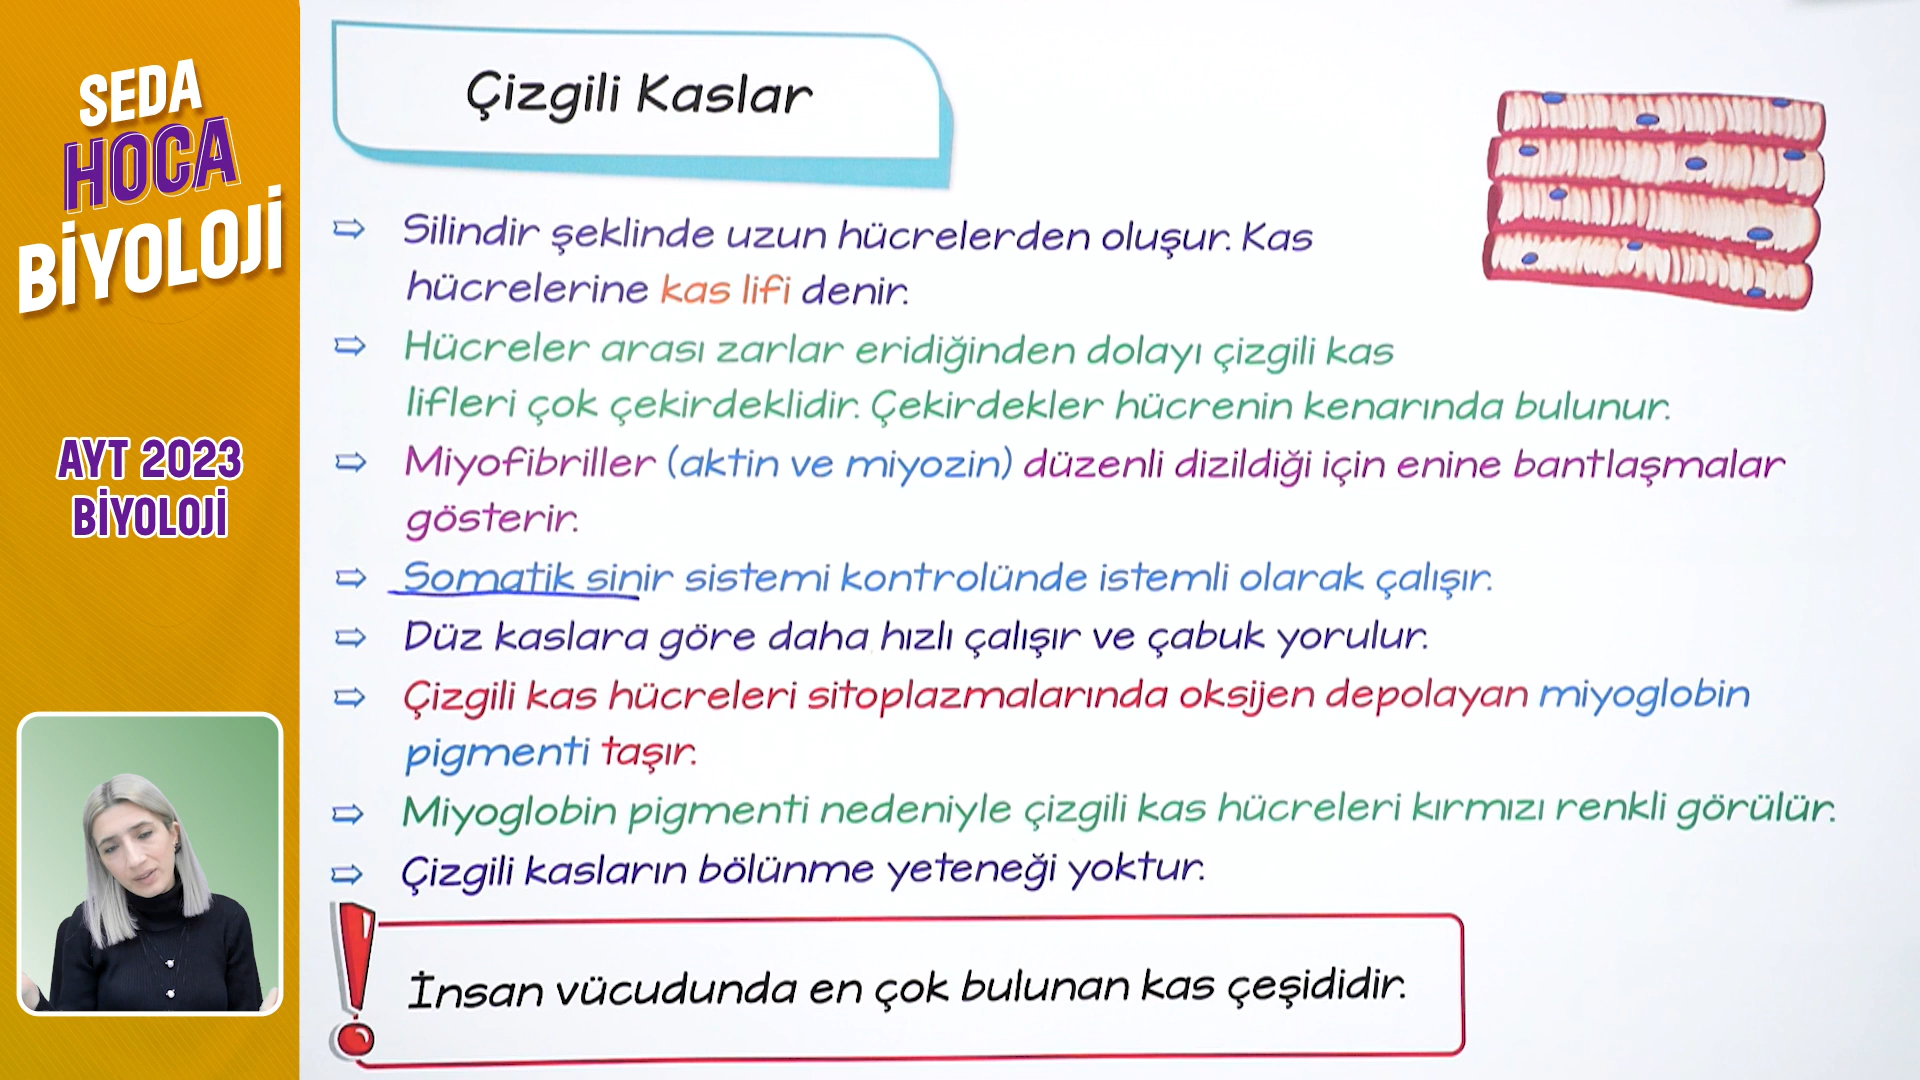 SEDA
HOCA
BİYOLOJİ
AYT 2023
BİYOLOJİ
Çizgili Kaslar
Silindir şeklinde uzun hücrelerden oluşur. Kas
hücrelerine kas lifi denir.
Hücreler arası zarlar eridiğinden dolayı çizgili kas
lifleri çok çekirdeklidir. Çekirdekler hücrenin kenarında bulunur.
Miyofibriller (aktin ve miyozin) düzenli dizildiği için enine bantlaşmalar
gösterir.
Somatik sinir sistemi kontrolünde istemli olarak çalışır.
Düz kaslara göre daha hızlı çalışır ve çabuk yorulur.
Çizgili kas hücreleri sitoplazmalarında oksijen depolayan miyoglobin
pigmenti taşır.
Miyoglobin pigmenti nedeniyle çizgili kas hücreleri kırmızı renkli görülür.
Çizgili kasların bölünme yeteneği yoktur.
İnsan vücudunda en çok bulunan kas çeşididir.